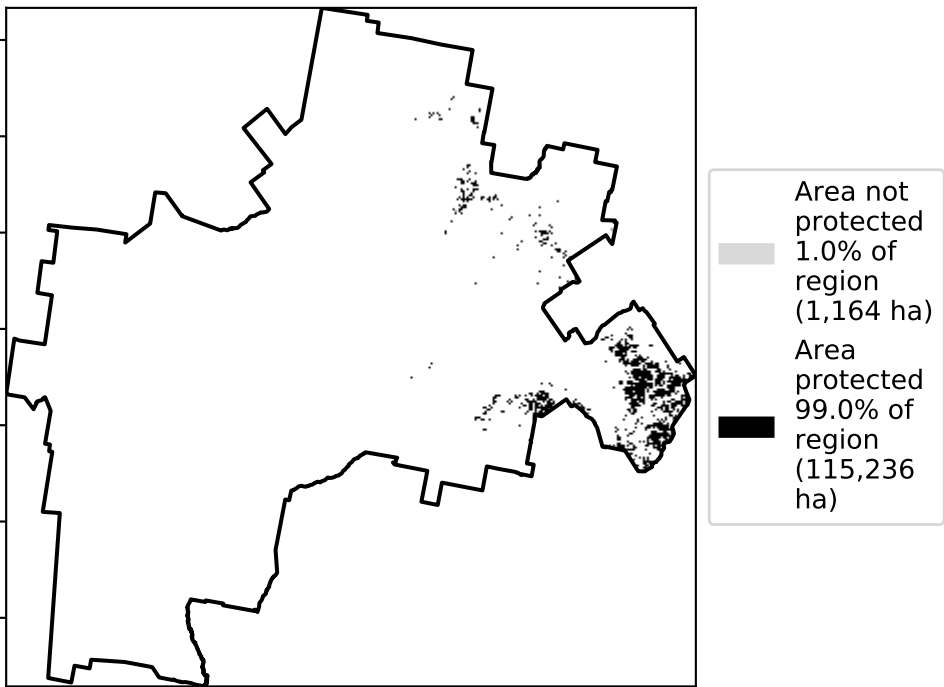 Area not
protected
1.0% of
region
(1,164 ha)
Area
protected
99.0% of
region
(115,236
ha)